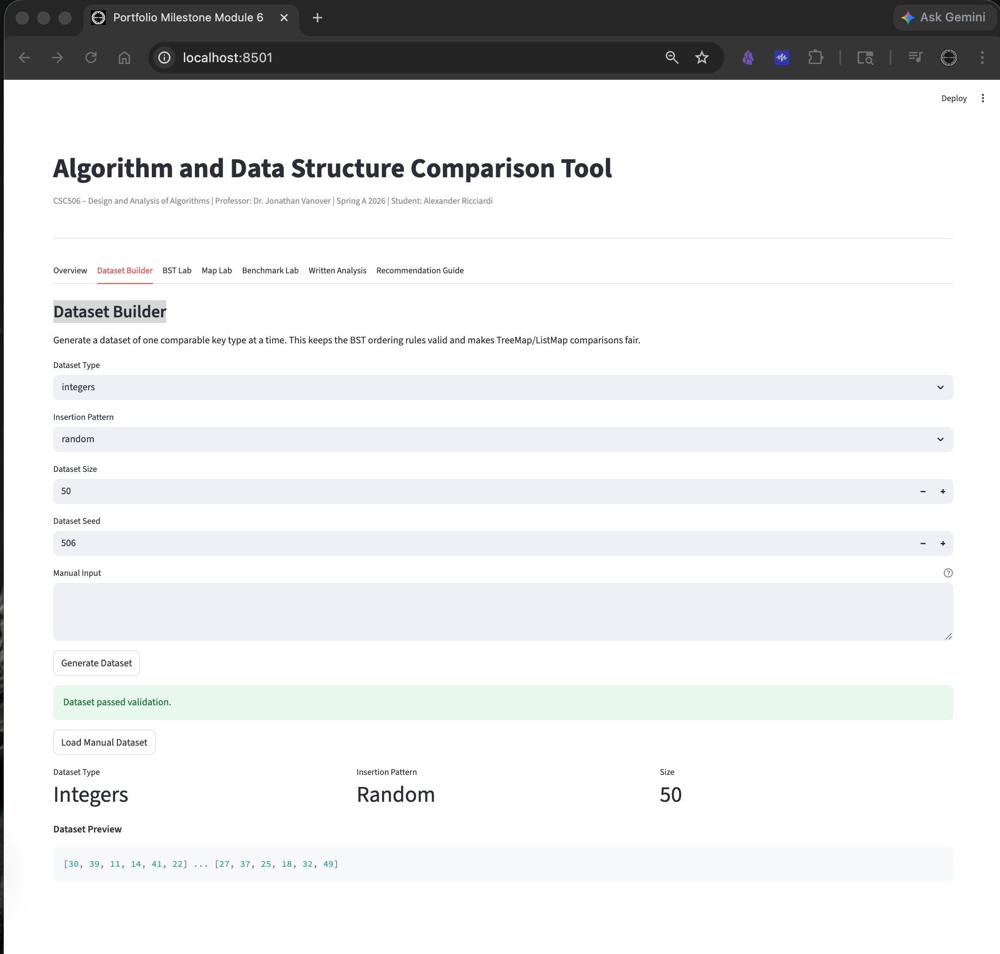 Portfolio Milestone Module 6
Ask Gemini
localhost:8501
Deploy
Algorithm and Data Structure Comparison Tool
CSC506 – Design and Analysis of Algorithms | Professor: Dr. Jonathan Vanover | Spring A 2026 | Student: Alexander Ricciardi
Overview Dataset Builder BST Lab Map Lab Benchmark Lab Written Analysis Recommendation Guide
Dataset Builder
Generate a dataset of one comparable key type at a time. This keeps the BST ordering rules valid and makes TreeMap/ListMap comparisons fair.
Dataset Type
integers
Insertion Pattern
random
Dataset Size
50
Dataset Seed
506
Manual Input
Generate Dataset
Dataset passed validation.
Load Manual Dataset
Dataset Type Insertion Pattern Size
Integers Random 50
Dataset Preview
[30, 39, 11, 14, 41, 22] ... [27, 37, 25, 18, 32, 49]